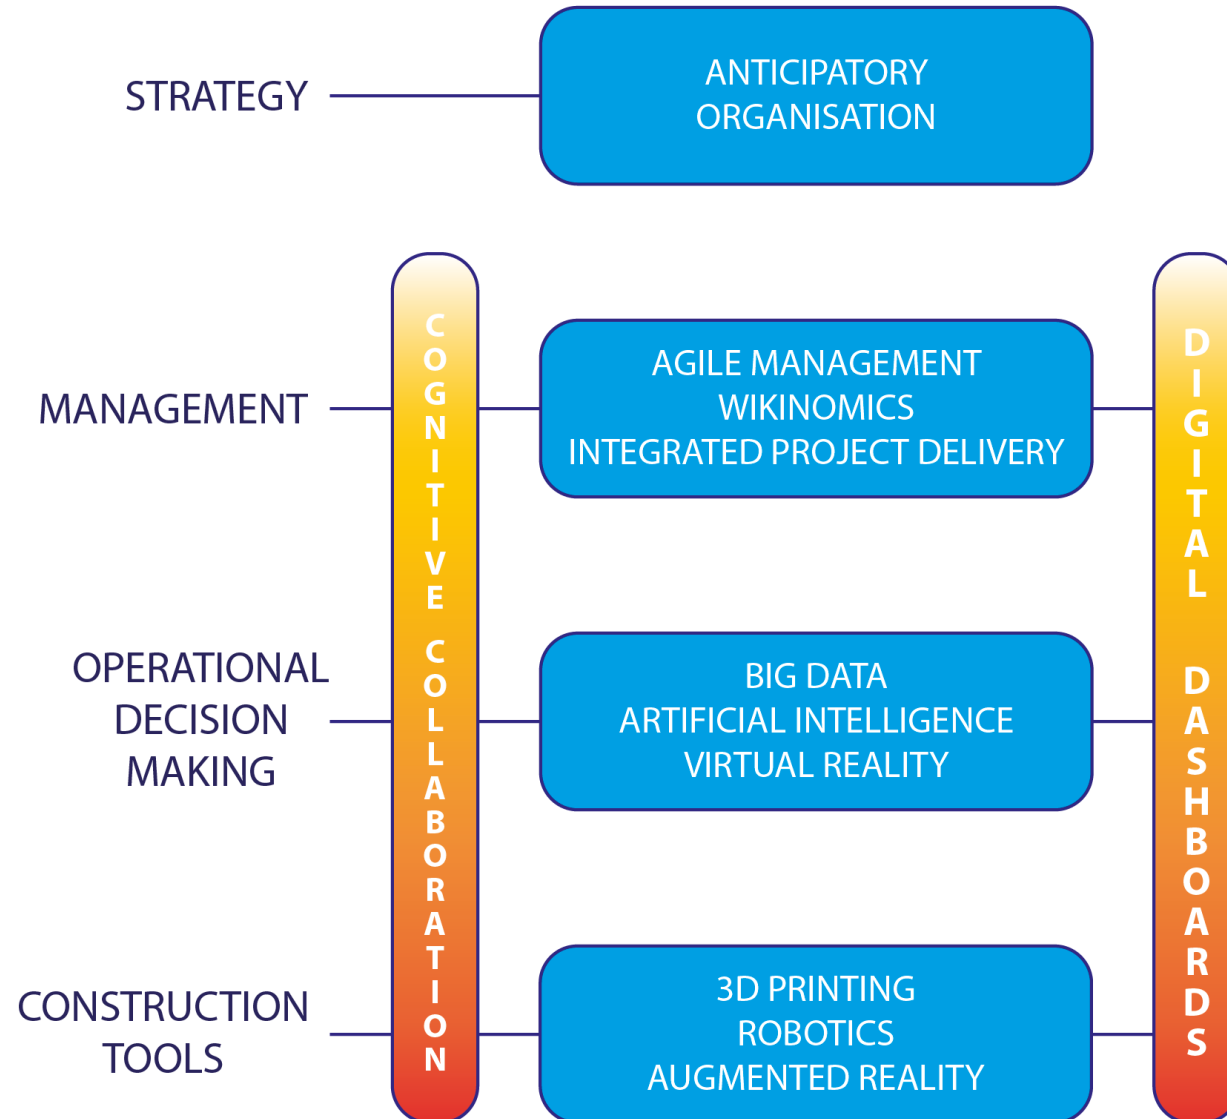 STRATEGY
ANTICIPATORY
ORGANISATION
COGNITIVE COLLABORATION
DIGITAL DASHBOARDS
MANAGEMENT
AGILE MANAGEMENT
WIKINOMICS
INTEGRATED PROJECT DELIVERY
OPERATIONAL
DECISION
MAKING
BIG DATA
ARTIFICIAL INTELLIGENCE
VIRTUAL REALITY
CONSTRUCTION
TOOLS
3D PRINTING
ROBOTICS
AUGMENTED REALITY